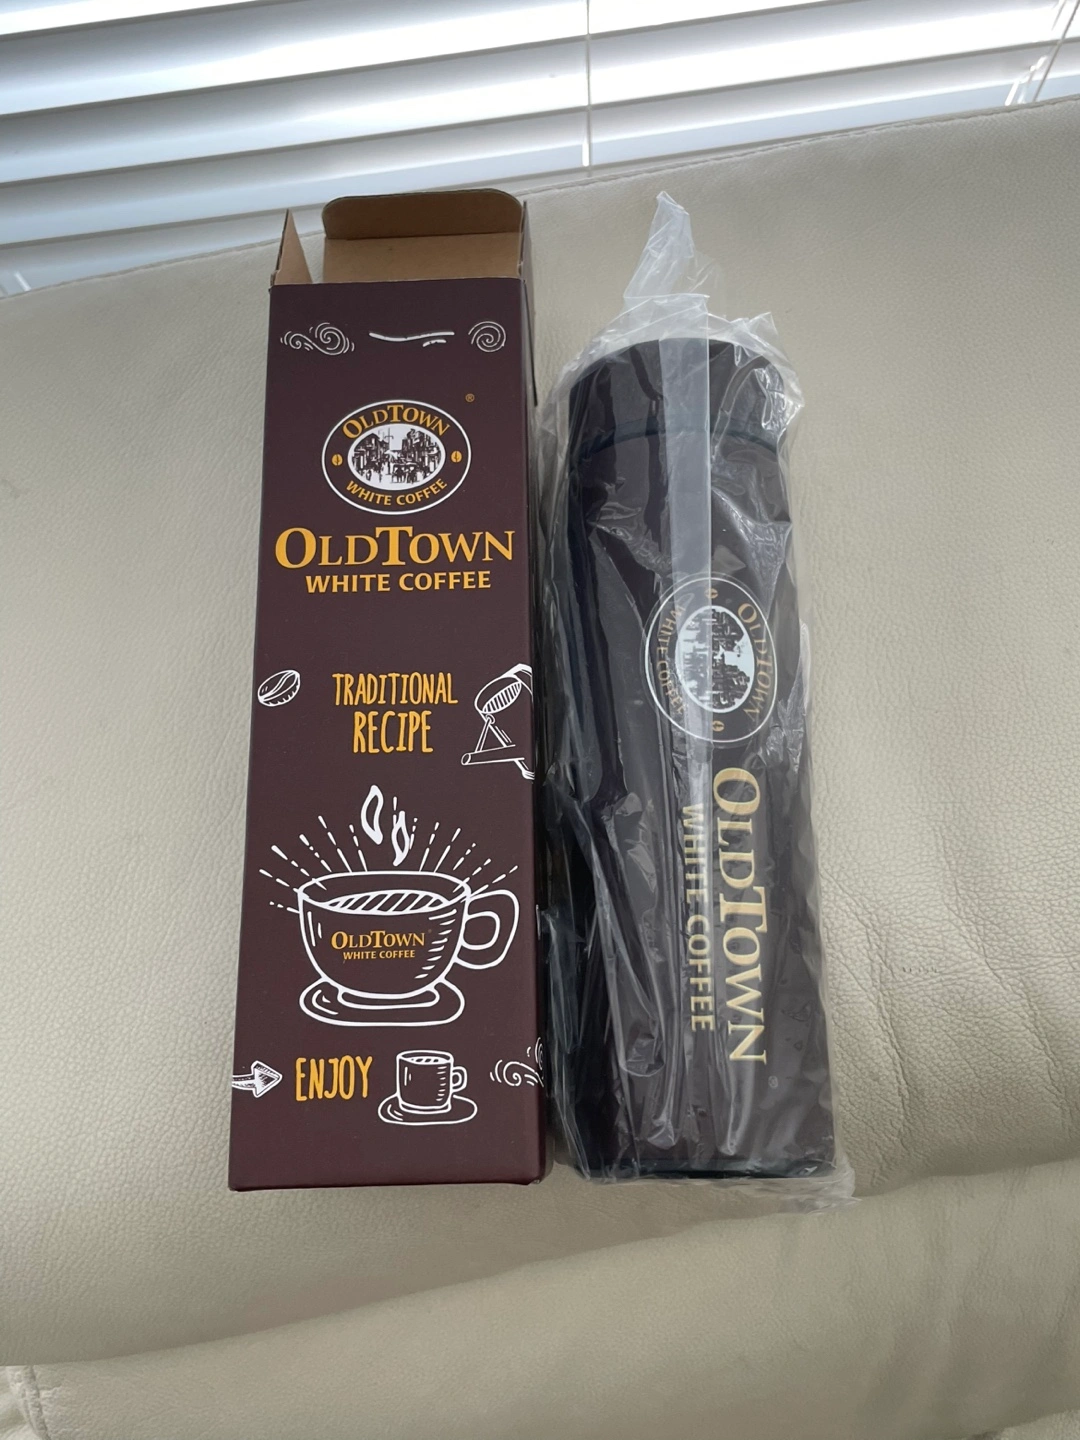 OLDTOWN
WHITE COFFEE
®
OLDTOWN
WHITE COFFEE
TRADITIONAL
RECIPE
OLDTOWN
WHITE COFFEE
ENJOY
OLDTOWN
WHITE COFFEE
OLDTOWN
WHITE COFFEE